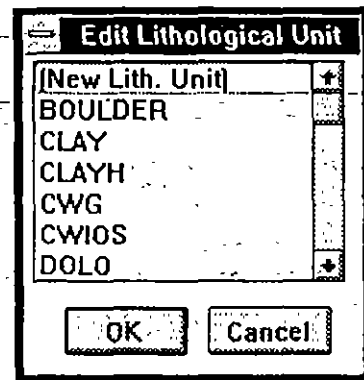 Edit Lithological Unit
(New Lith. Unit)
BOULDER
CLAY
CLAYH
CWG
CWIOS
DOLO
OK Cancel